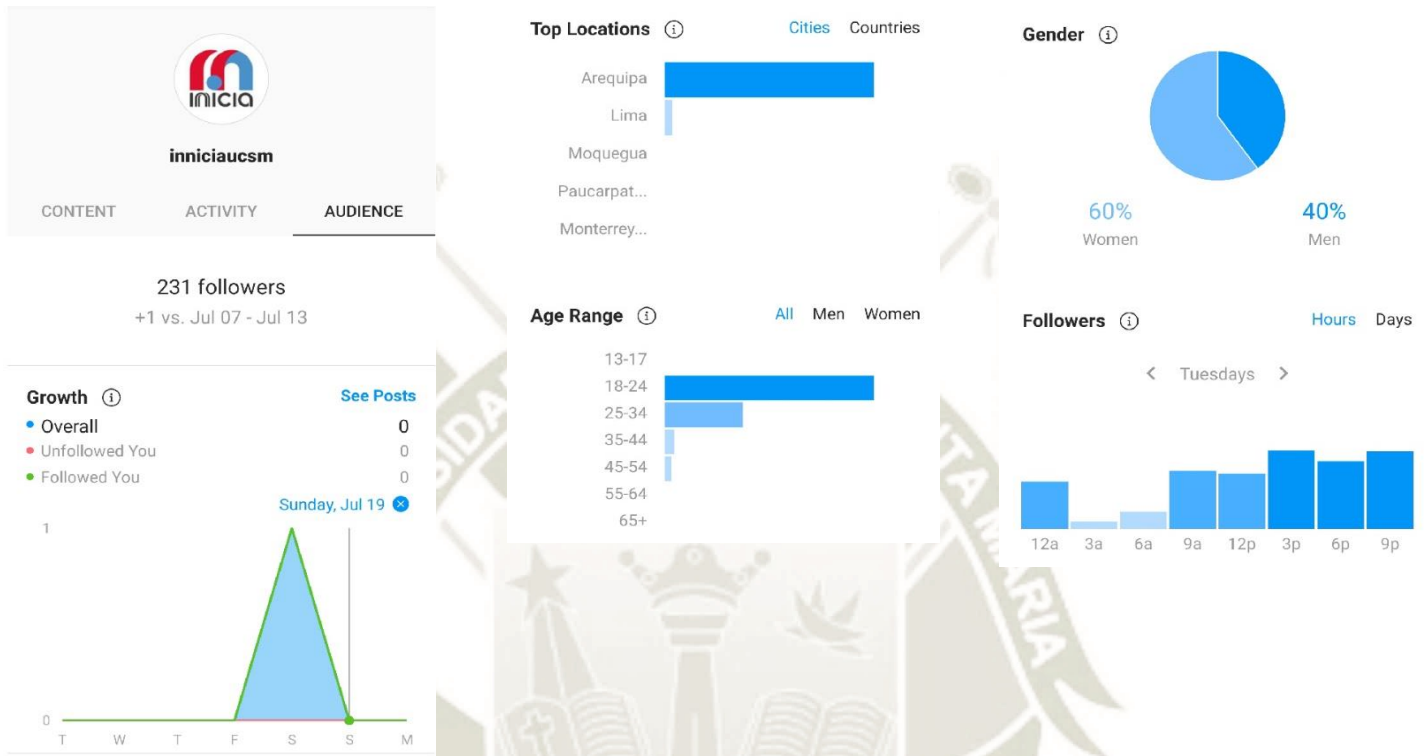 INICIA
inniciaucsm
CONTENT ACTIVITY AUDIENCE
231 followers
+1 vs. Jul 07 - Jul 13
Growth
See Posts
Overall 0
Unfollowed You 0
Followed You 0
Sunday, Jul 19
1
0
T W T F S S M
Top Locations Cities Countries
Arequipa
Lima
Moquegua
Paucarpat...
Monterrey...
Age Range All Men Women
13-17
18-24
25-34
35-44
45-54
55-64
65+
Gender
60% 40%
Women Men
Followers Hours Days
< Tuesdays >
12a 3a 6a 9a 12p 3p 6p 9p
MARIA